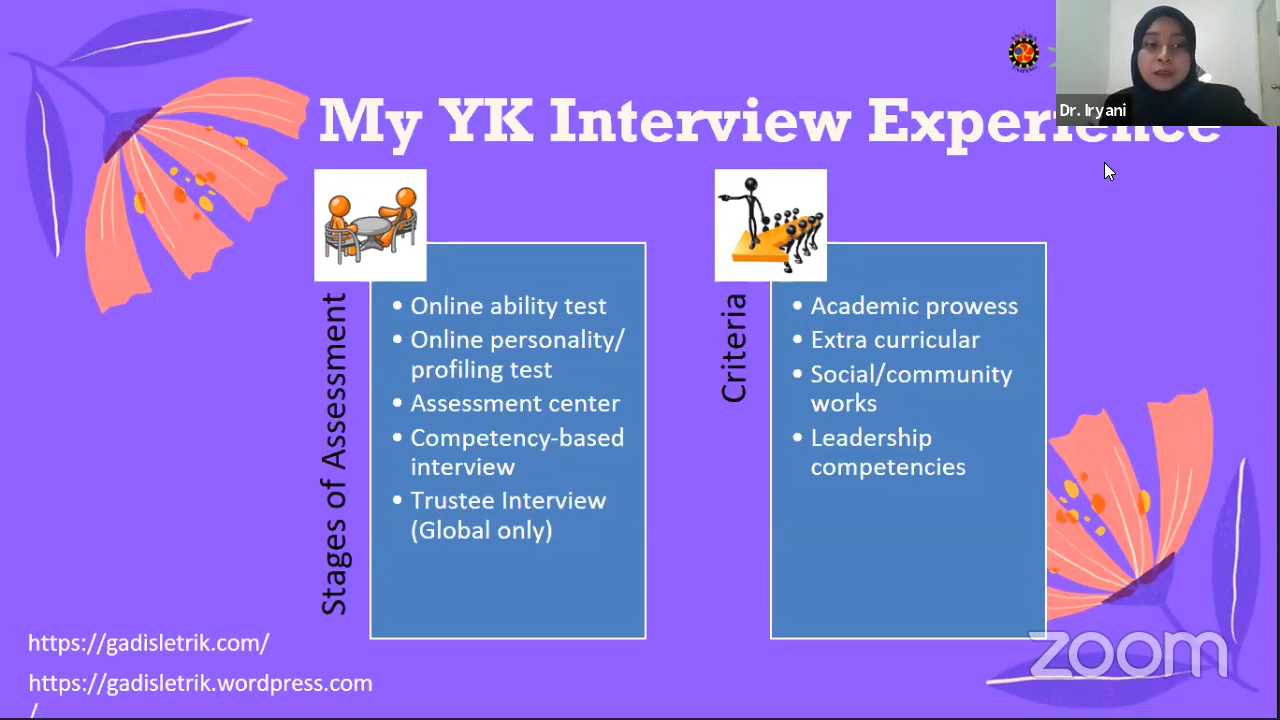 My YK Interview Experience
Dr. Iryani
Stages of Assessment
• Online ability test
• Online personality/
profiling test
• Assessment center
• Competency-based
interview
• Trustee Interview
(Global only)
Criteria
• Academic prowess
• Extra curricular
• Social/community
works
• Leadership
competencies
https://gadisletrik.com/
https://gadisletrik.wordpress.com
/
zoom